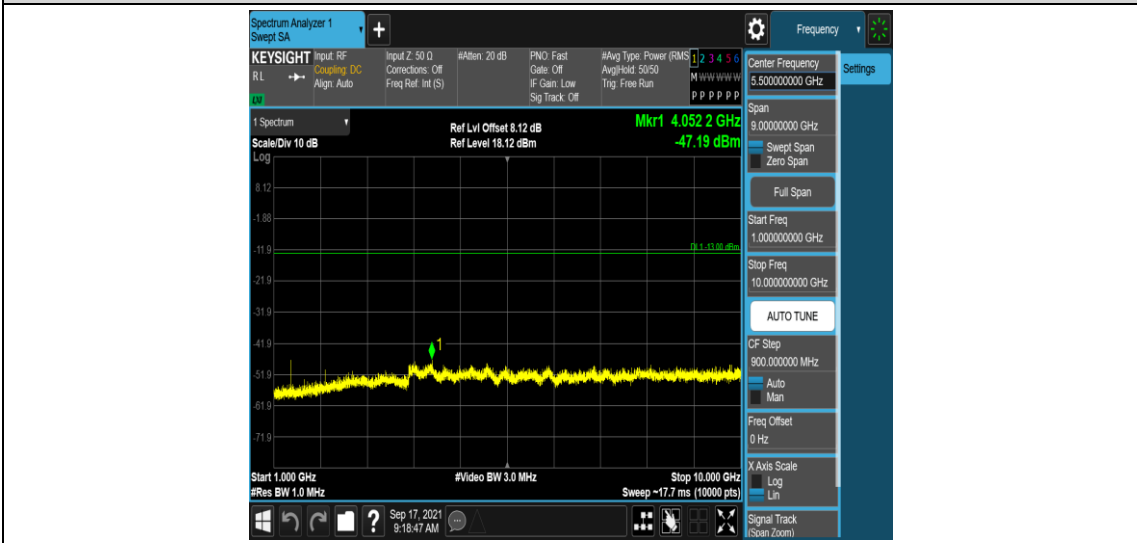 Spectrum Analyzer 1
Swept SA
+
Frequency
KEYSIGHT
RL
LXI
Input: RF
Coupling: DC
Align: Auto
Input Z: 50 Ω
Corrections: Off
Freq Ref: Int (S)
#Atten: 20 dB
PNO: Fast
Gate: Off
IF Gain: Low
Sig Track: Off
#Avg Type: Power (RMS
Avg|Hold: 50/50
Trig: Free Run
1 2 3 4 5 6
M W W W W W
P P P P P P
1 Spectrum
Scale/Div 10 dB
Log
Ref Lvl Offset 8.12 dB
Ref Level 18.12 dBm
Mkr1 4.052 2 GHz
-47.19 dBm
8.12
-1.88
-11.9
DL1 -13.00 dBm
-21.9
-31.9
-41.9
1
-51.9
-61.9
-71.9
Start 1.000 GHz
#Video BW 3.0 MHz
Stop 10.000 GHz
#Res BW 1.0 MHz
Sweep ~17.7 ms (10000 pts)
?
Sep 17, 2021
9:18:47 AM
Center Frequency
5.500000000 GHz
Settings
Span
9.00000000 GHz
Swept Span
Zero Span
Full Span
Start Freq
1.000000000 GHz
Stop Freq
10.000000000 GHz
AUTO TUNE
CF Step
900.000000 MHz
Auto
Man
Freq Offset
0 Hz
X Axis Scale
Log
Lin
Signal Track
(Span Zoom)